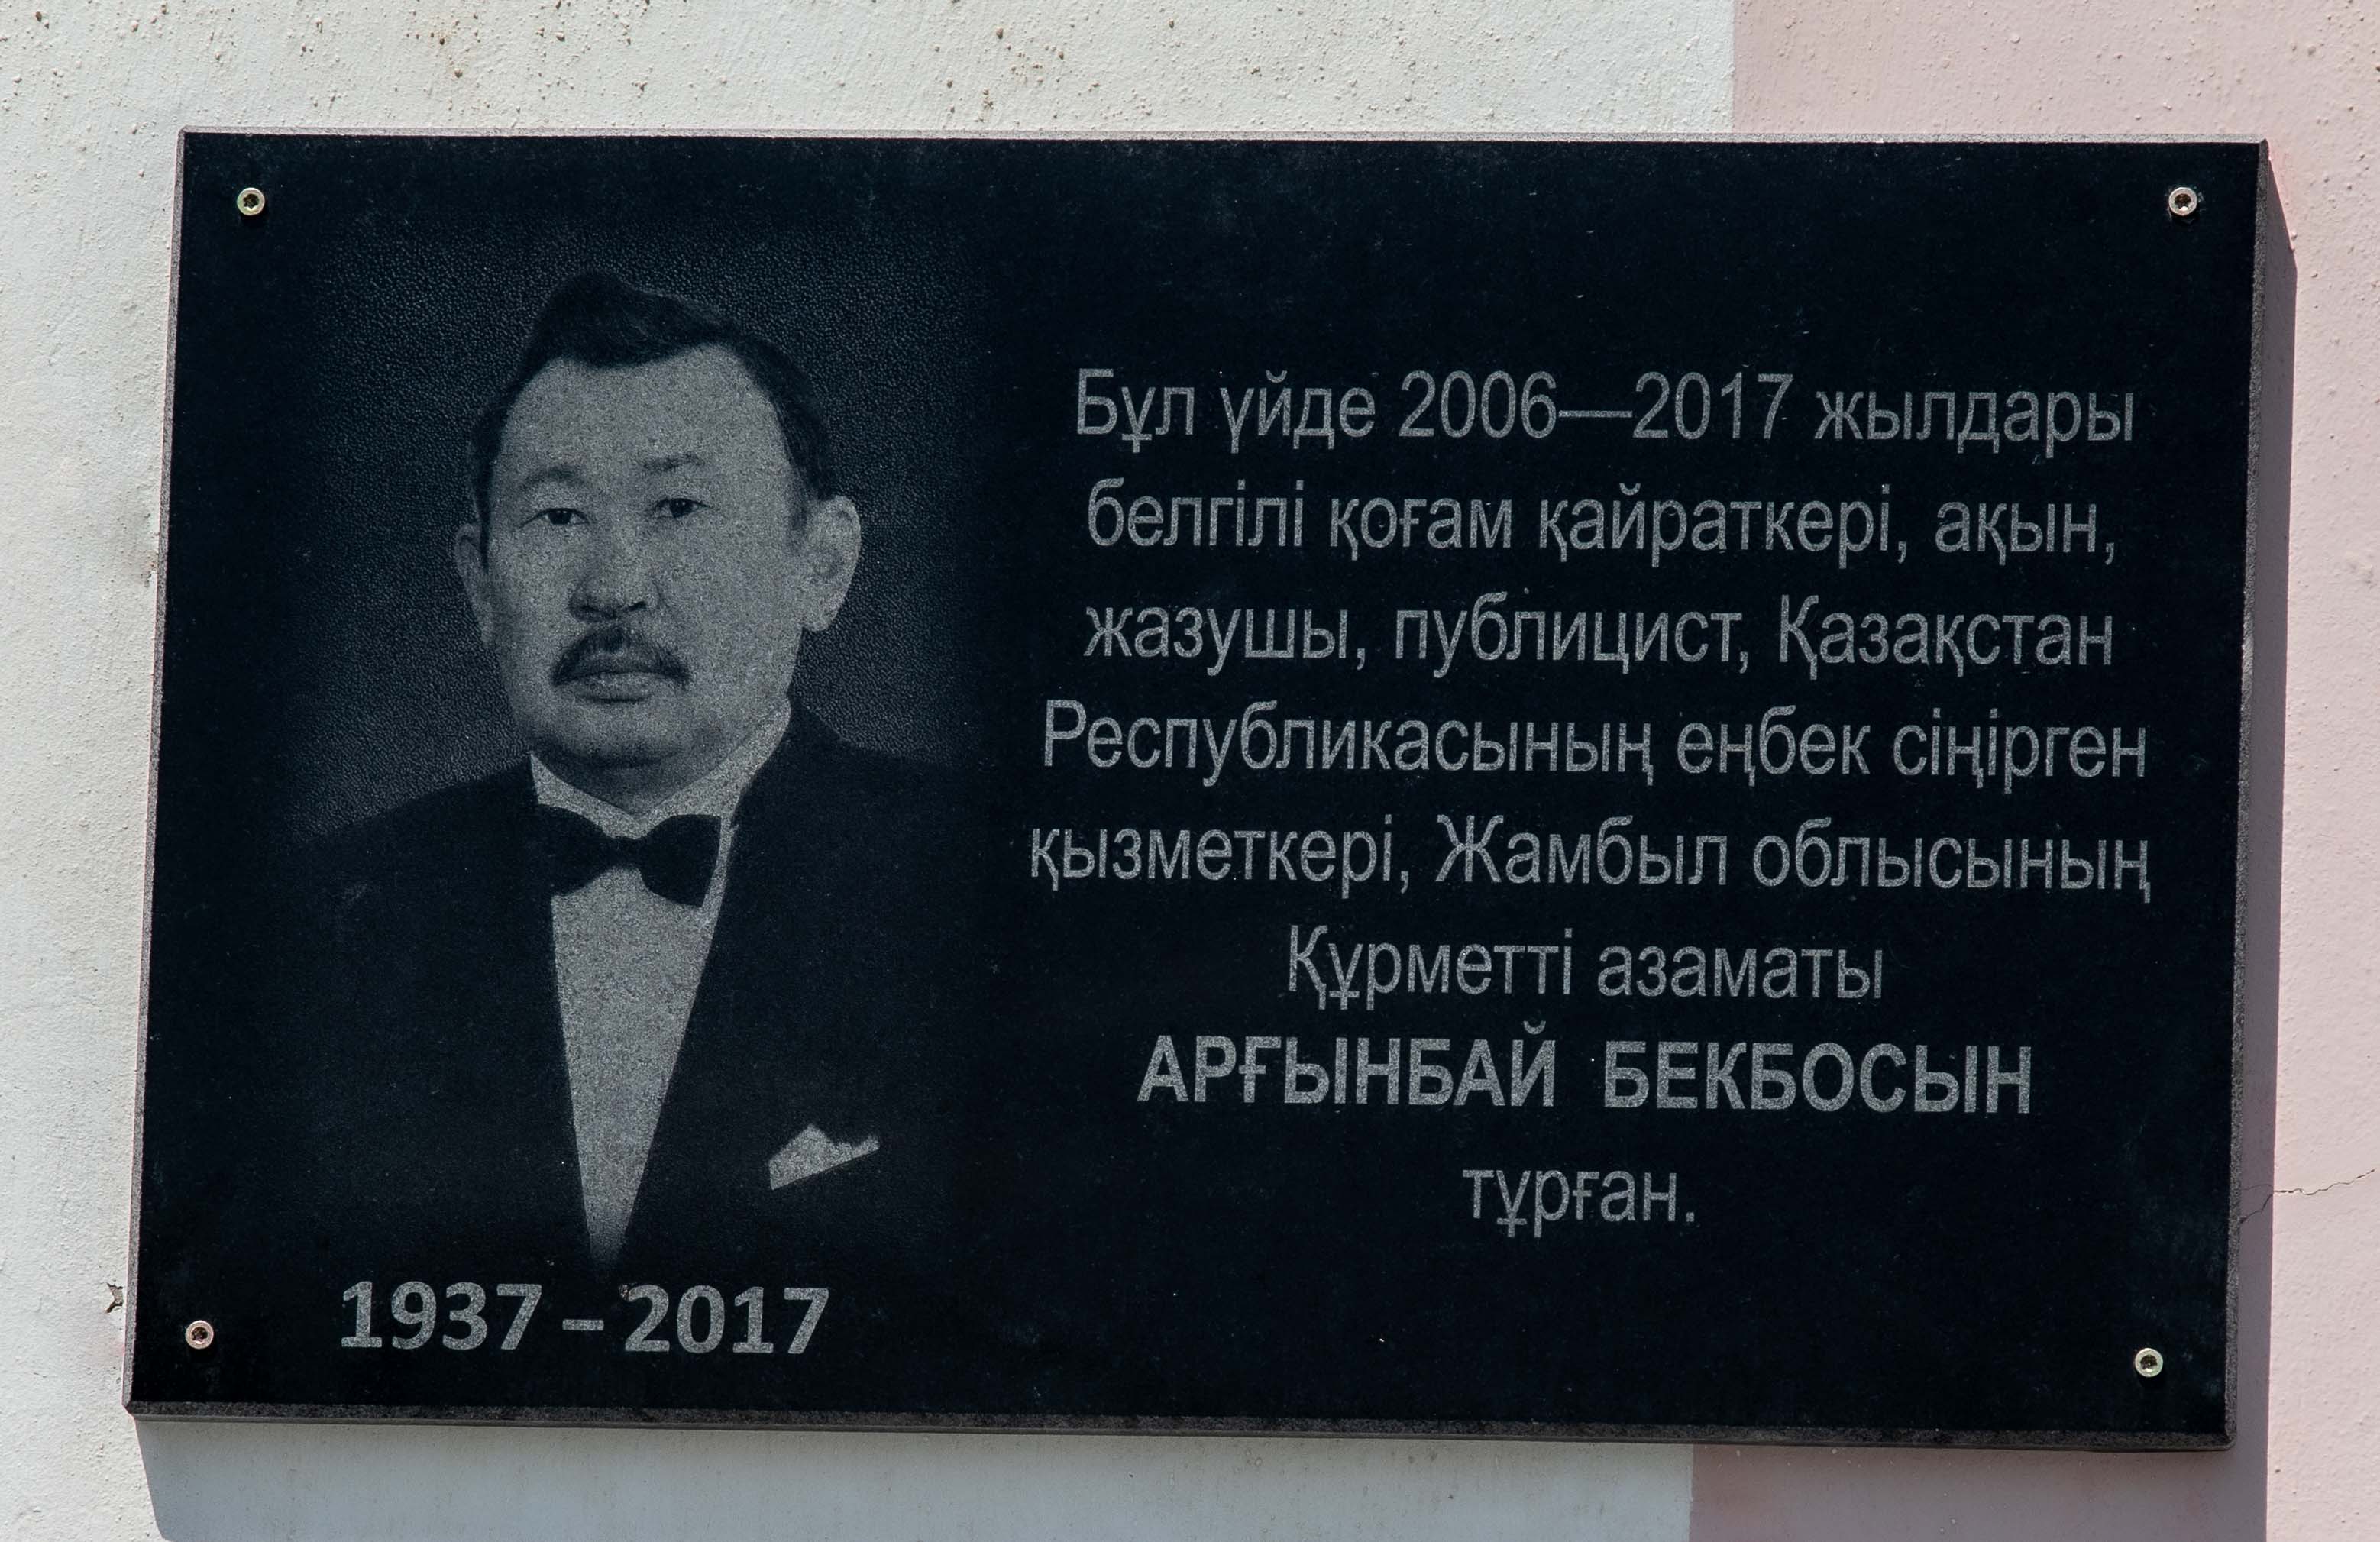 Бұл үйде 2006—2017 жылдары
белгілі қоғам қайраткері, ақын,
жазушы, публицист, Қазақстан
Республикасының еңбек сіңірген
қызметкері, Жамбыл облысының
Құрметті азаматы
АРҒЫНБАЙ БЕКБОСЫН
тұрған.
1937 – 2017